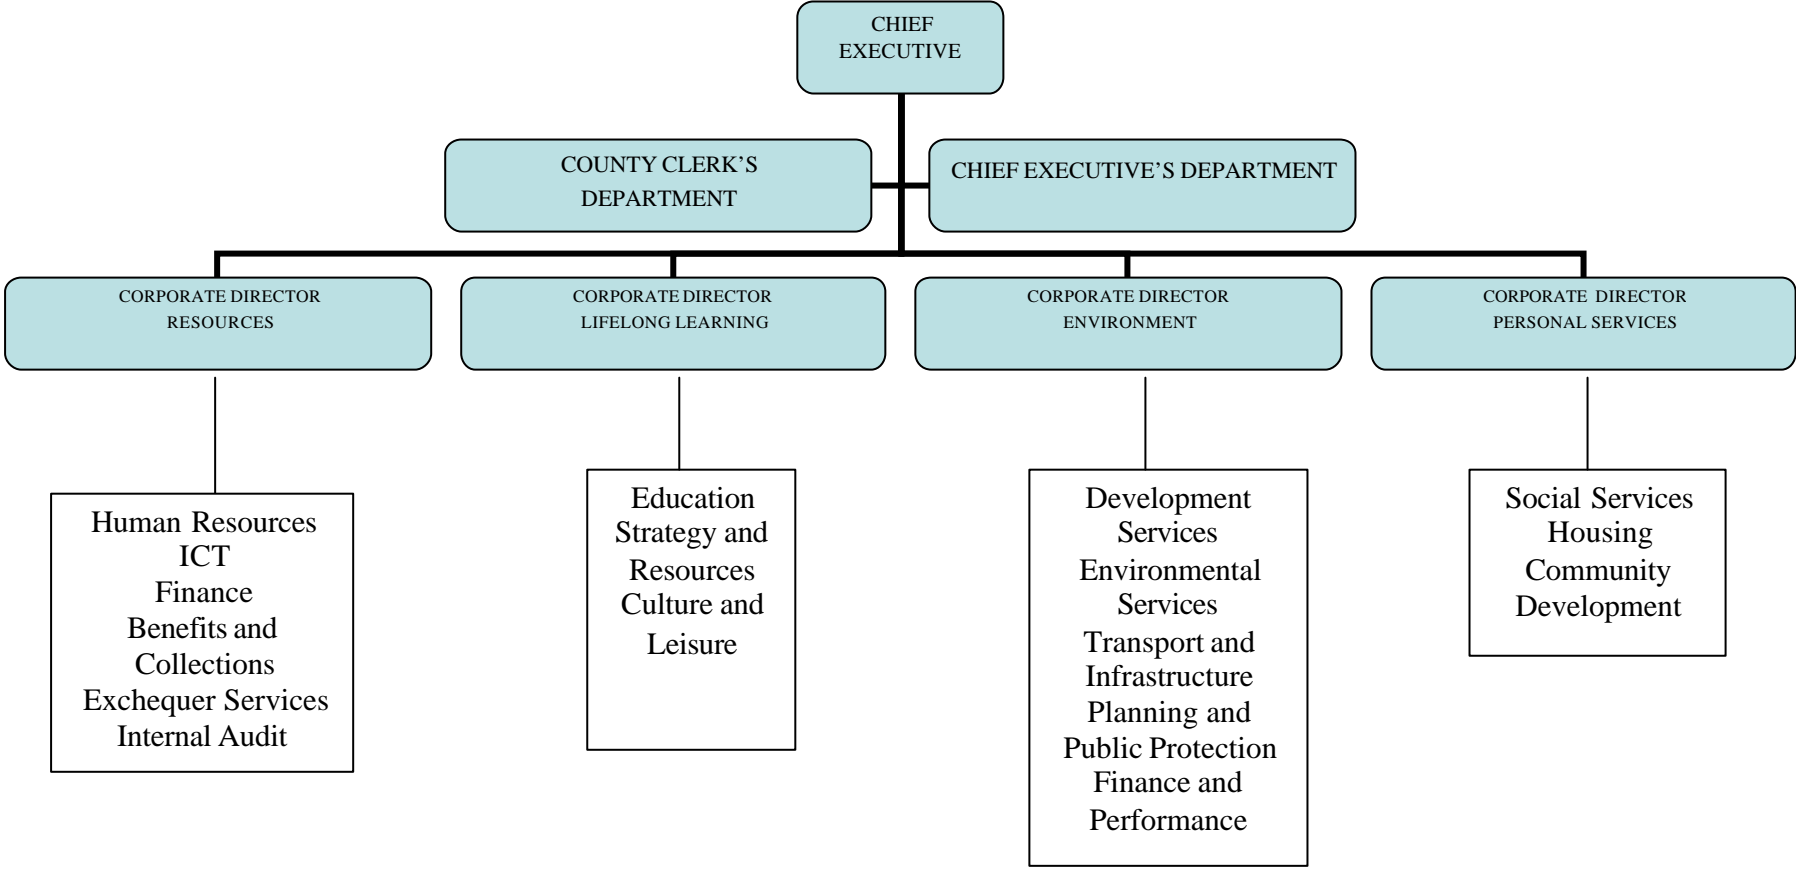 CHIEF
EXECUTIVE
COUNTY CLERK’S
DEPARTMENT
CHIEF EXECUTIVE’S DEPARTMENT
CORPORATE DIRECTOR
RESOURCES
CORPORATE DIRECTOR
LIFELONG LEARNING
CORPORATE DIRECTOR
ENVIRONMENT
CORPORATE DIRECTOR
PERSONAL SERVICES
Human Resources
ICT
Finance
Benefits and
Collections
Exchequer Services
Internal Audit
Education
Strategy and
Resources
Culture and
Leisure
Development
Services
Environmental
Services
Transport and
Infrastructure
Planning and
Public Protection
Finance and
Performance
Social Services
Housing
Community
Development